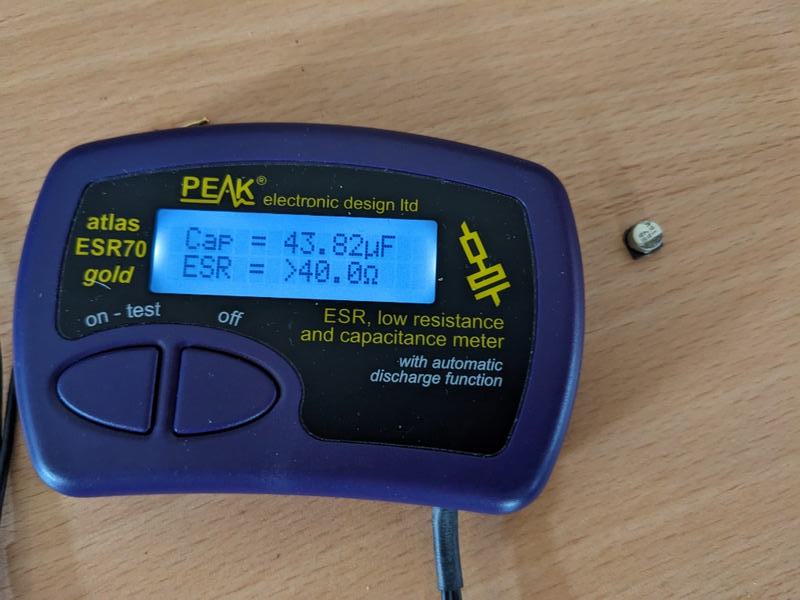 PEAK® electronic design ltd
atlas
ESR70
gold
Cap = 43.82µF
ESR = >40.0Ω
on - test
off
ESR, low resistance
and capacitance meter
with automatic
discharge function